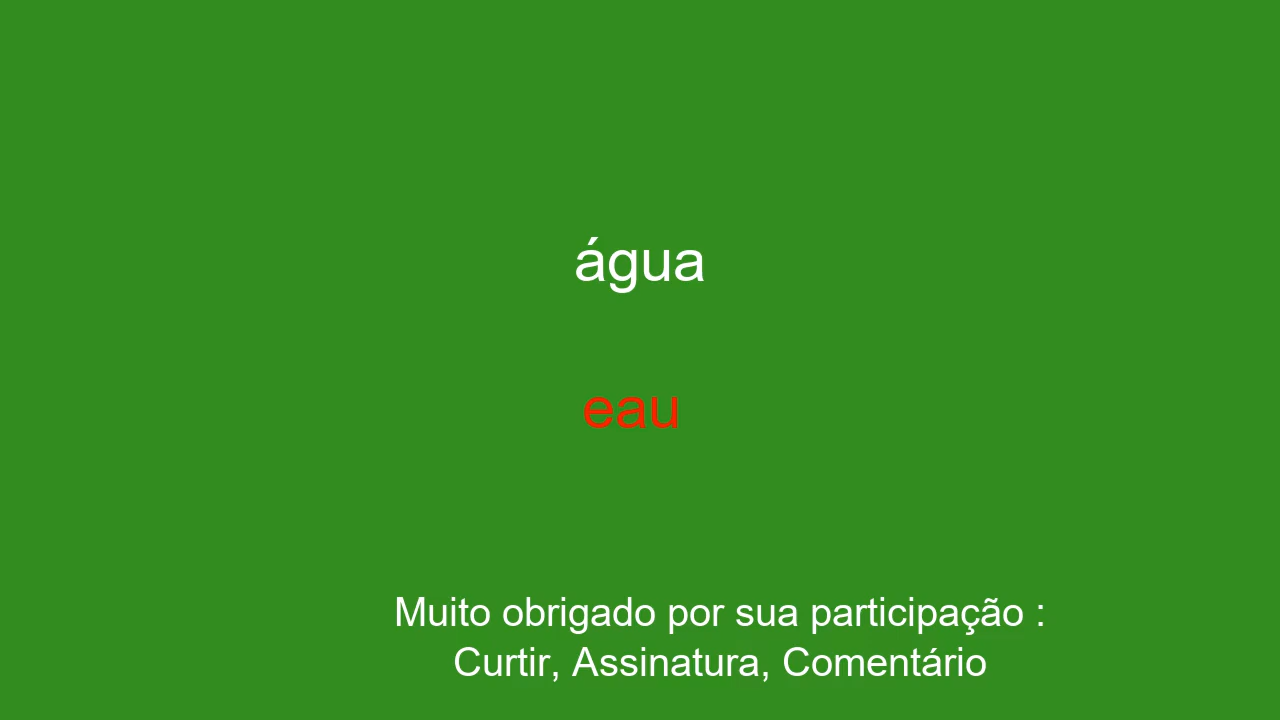 água
eau
Muito obrigado por sua participação :
Curtir, Assinatura, Comentário